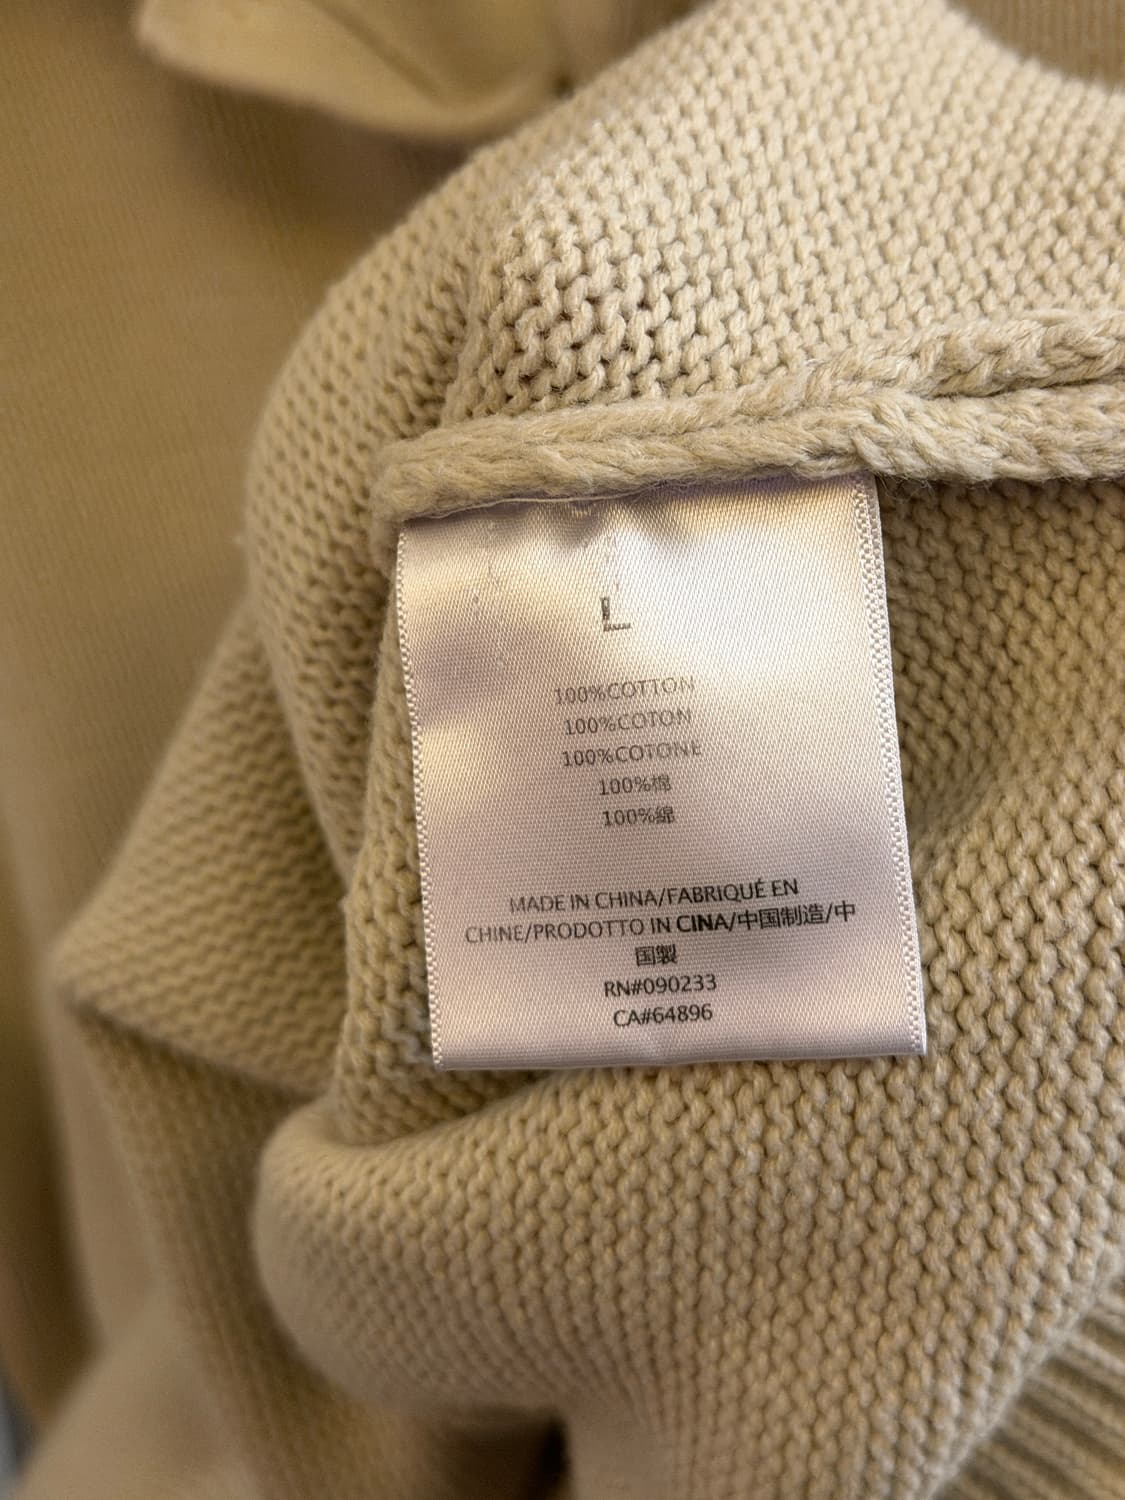 L
100%COTTON
100%COTON
100%COTONE
100%棉
100%綿
MADE IN CHINA/FABRIQUÉ EN
CHINE/PRODOTTO IN CINA/中国制造/中
国製
RN#090233
CA#64896